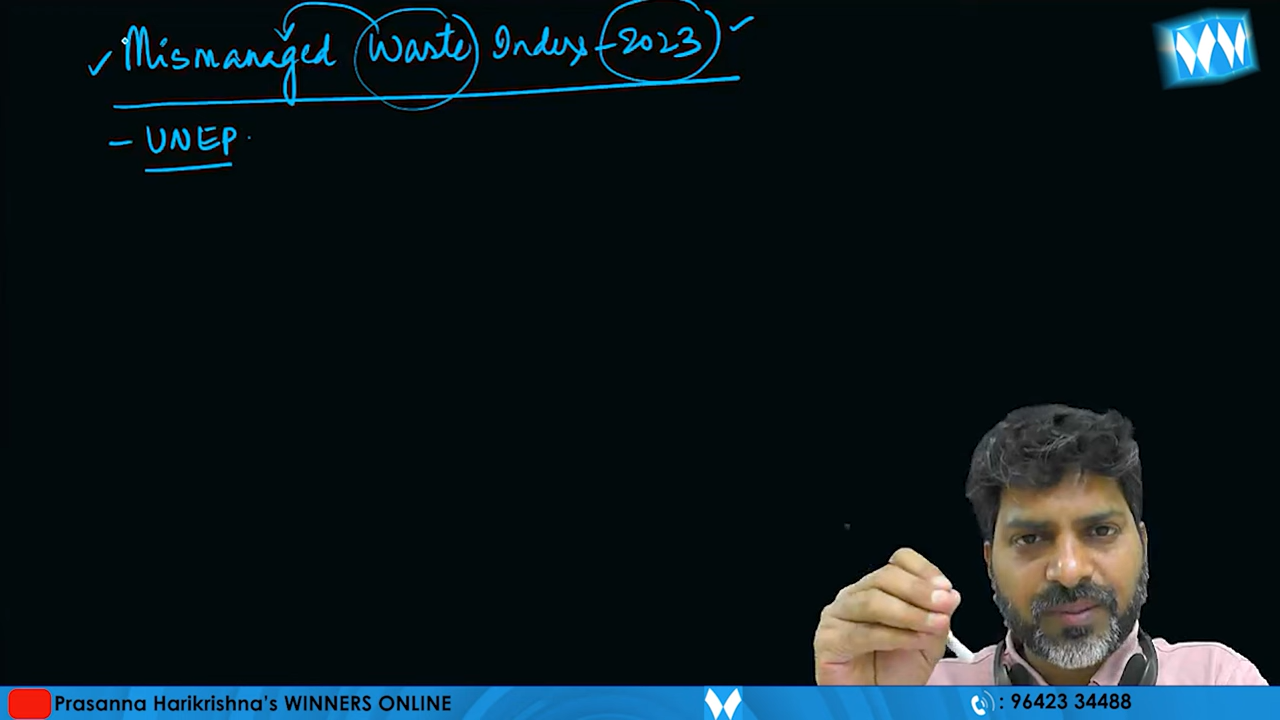 Mismanaged Waste Index - 2023
- UNEP
Prasanna Harikrishna's WINNERS ONLINE
: 96423 34488